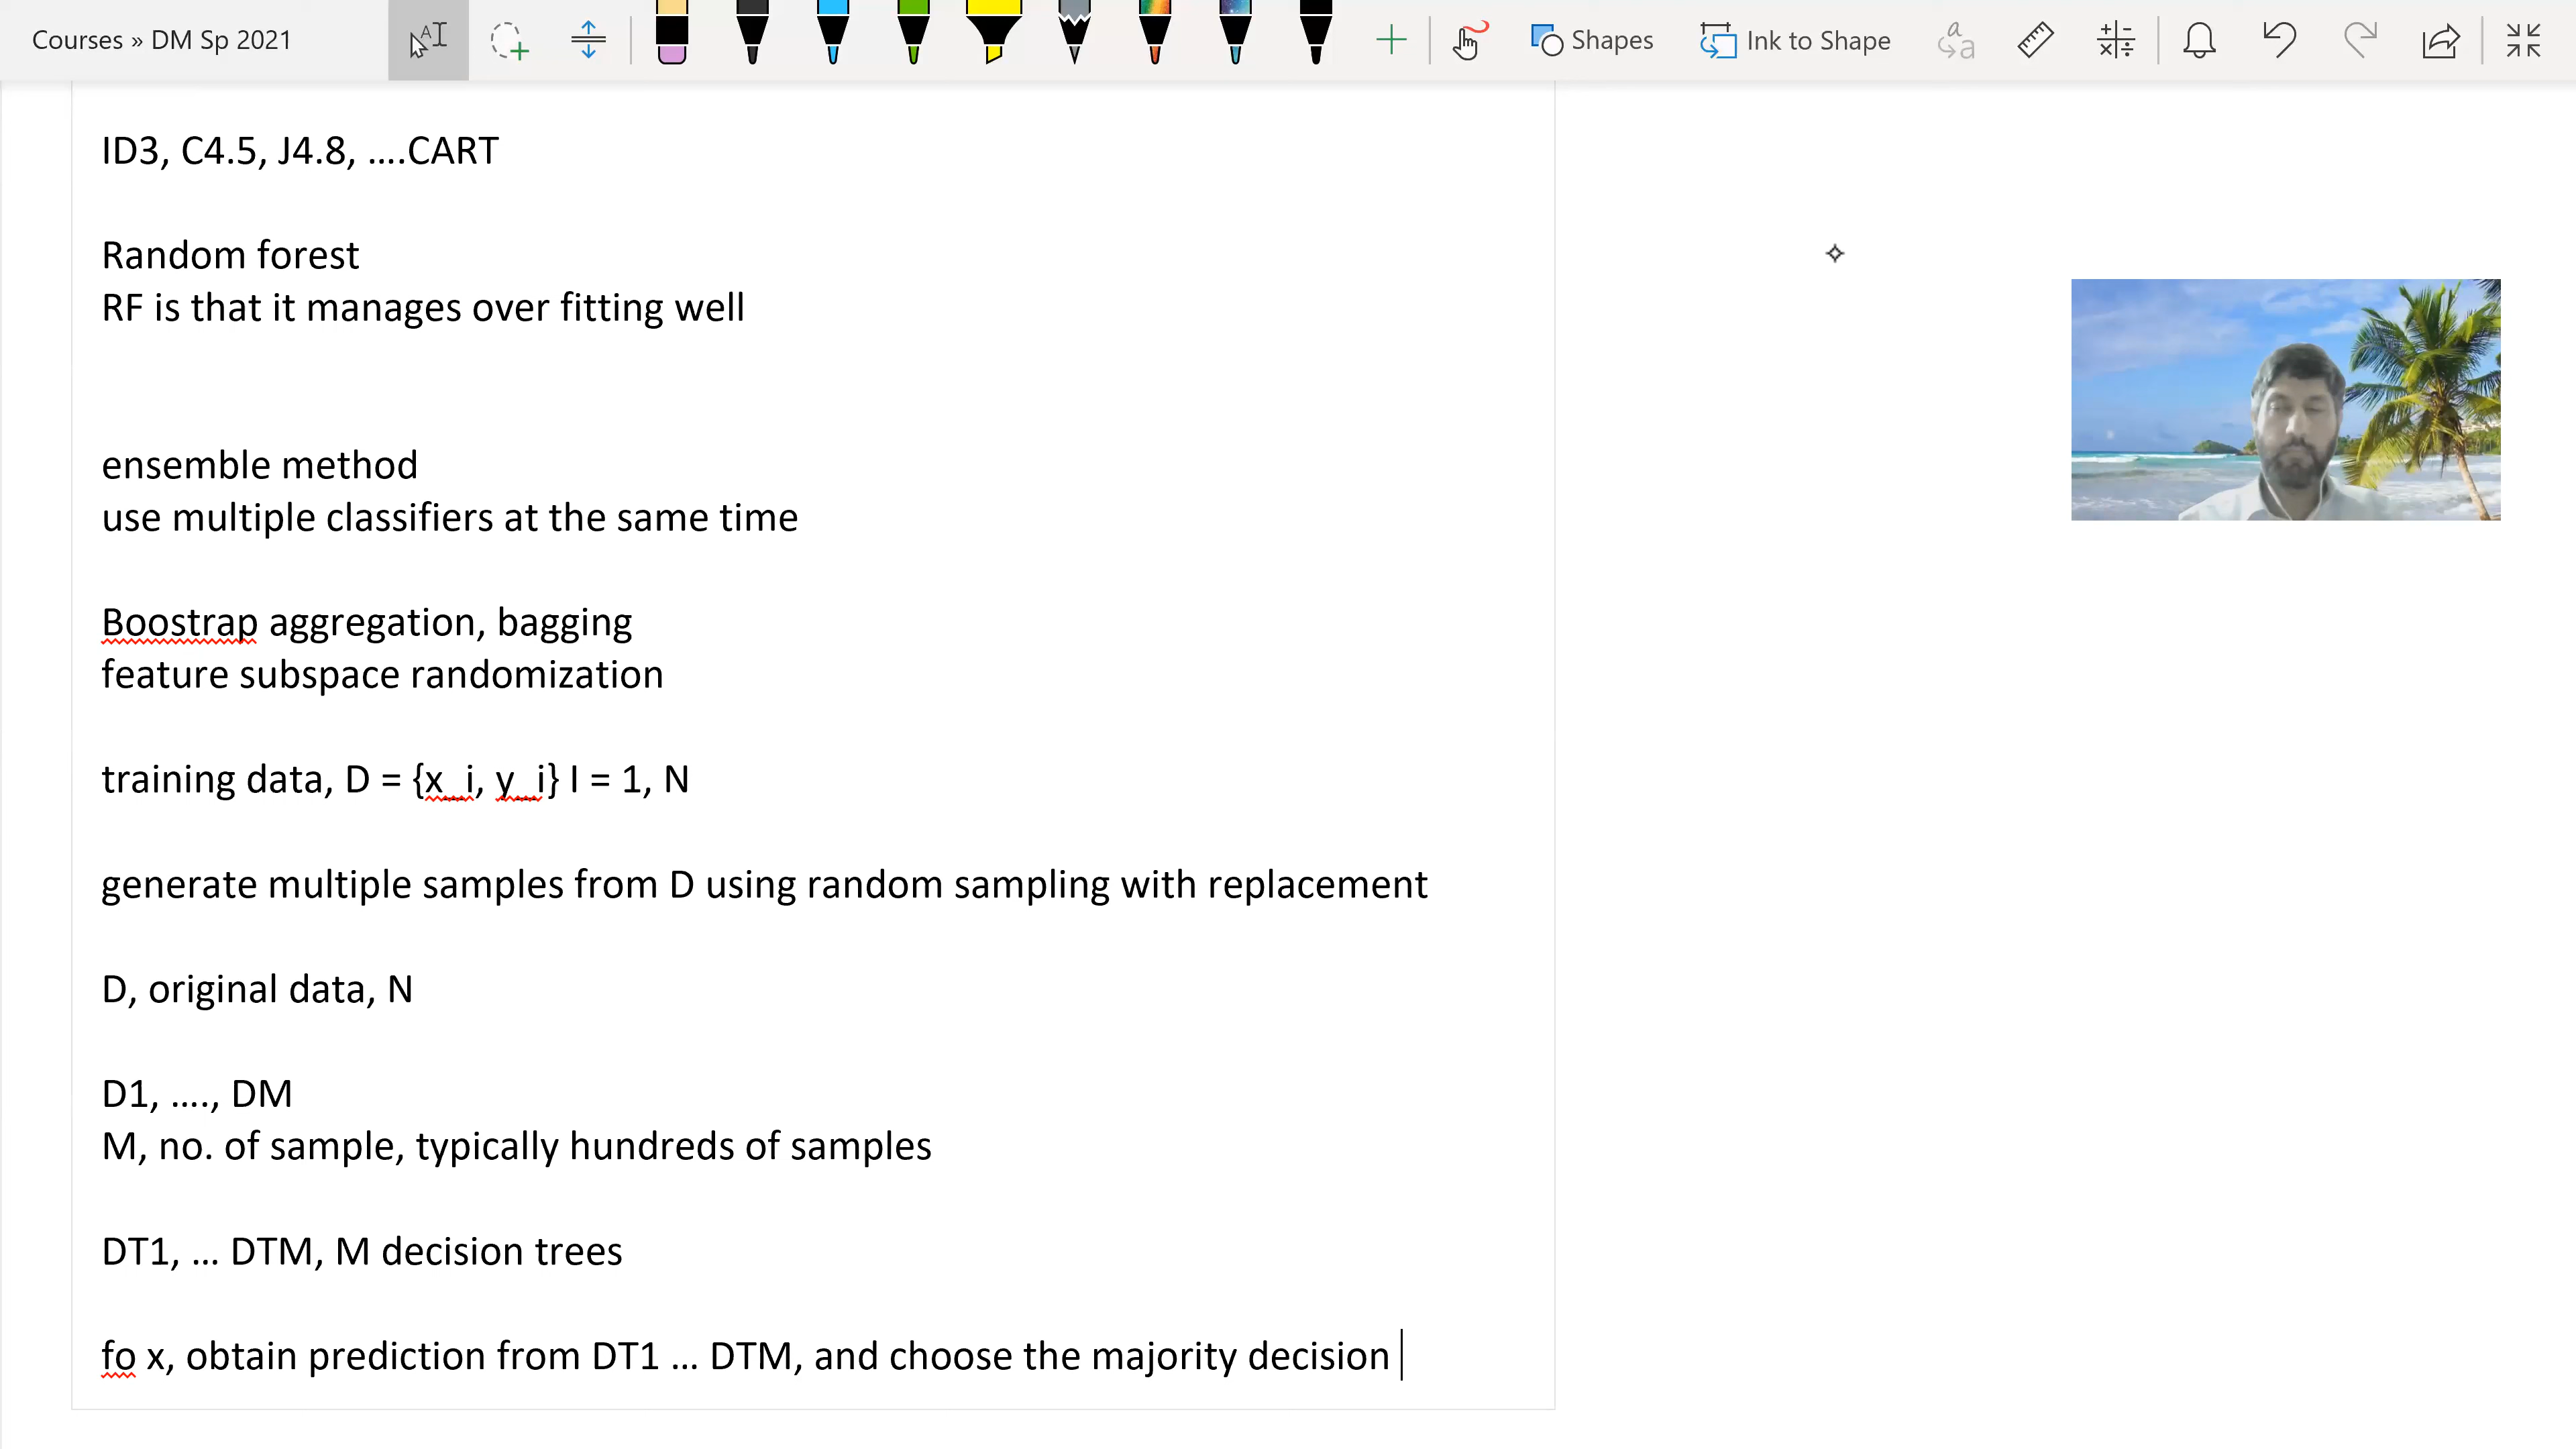 Courses » DM Sp 2021
Shapes
Ink to Shape
ID3, C4.5, J4.8, ....CART
Random forest
RF is that it manages over fitting well
ensemble method
use multiple classifiers at the same time
Boostrap aggregation, bagging
feature subspace randomization
training data, D = {x_i, y_i} I = 1, N
generate multiple samples from D using random sampling with replacement
D, original data, N
D1, ...., DM
M, no. of sample, typically hundreds of samples
DT1, ... DTM, M decision trees
fo x, obtain prediction from DT1 ... DTM, and choose the majority decision